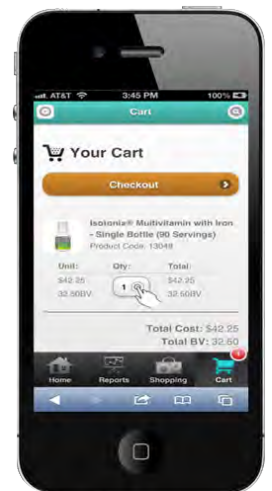 AT&T 3:45 PM 100%
Cart
Your Cart
Checkout
Isotonix® Multivitamin with Iron
- Single Bottle (90 Servings)
Product Code: 13048
Unit: Qty: Total:
$42.25 1 $42.25
32.50BV 32.50BV
Total Cost: $42.25
Total BV: 32.50
1
Home Reports Shopping Cart